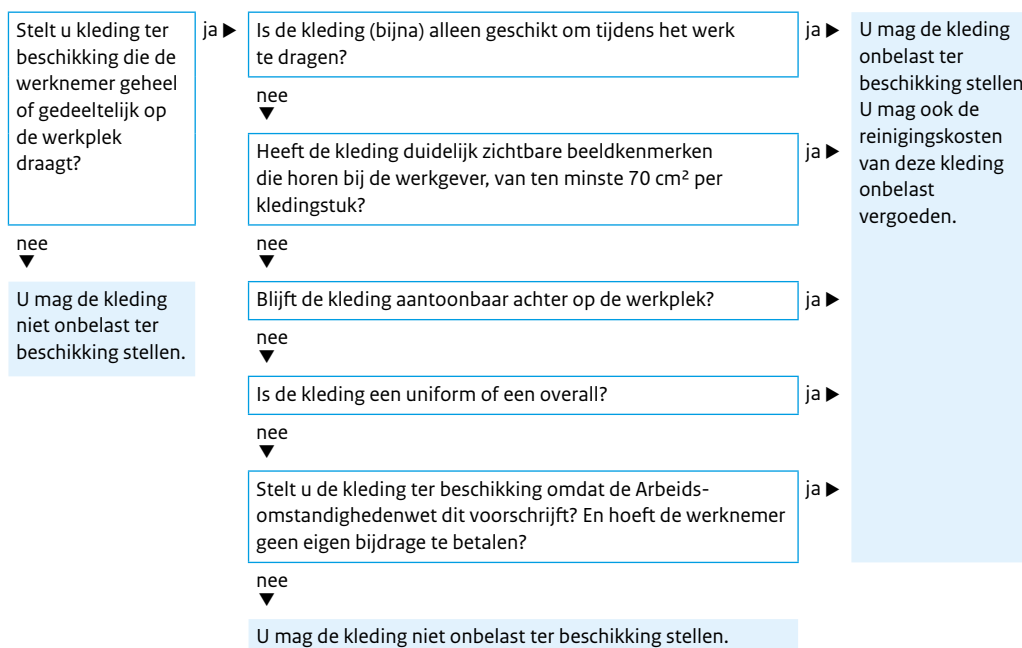 Stelt u kleding ter
beschikking die de
werknemer geheel
of gedeeltelijk op
de werkplek
draagt?
ja ▶
nee
▼
U mag de kleding
niet onbelast ter
beschikking stellen.
Is de kleding (bijna) alleen geschikt om tijdens het werk
te dragen?
ja ▶
nee
▼
Heeft de kleding duidelijk zichtbare beeldkenmerken
die horen bij de werkgever, van ten minste 70 cm² per
kledingstuk?
ja ▶
nee
▼
Blijft de kleding aantoonbaar achter op de werkplek?
ja ▶
nee
▼
Is de kleding een uniform of een overall?
ja ▶
nee
▼
Stelt u de kleding ter beschikking omdat de Arbeids-
omstandighedenwet dit voorschrijft? En hoeft de werknemer
geen eigen bijdrage te betalen?
ja ▶
nee
▼
U mag de kleding niet onbelast ter beschikking stellen.
U mag de kleding
onbelast ter
beschikking stellen
U mag ook de
reinigingskosten
van deze kleding
onbelast
vergoeden.